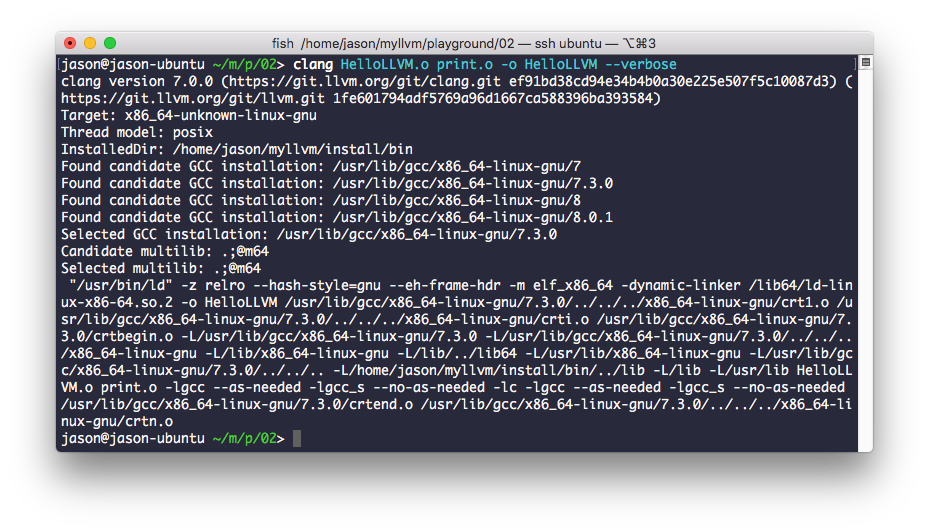 fish /home/jason/myllvm/playground/02 — ssh ubuntu — ⌥⌘3
[jason@jason-ubuntu ~/m/p/02> clang HelloLLVM.o print.o -o HelloLLVM --verbose ]
clang version 7.0.0 (https://git.llvm.org/git/clang.git ef91bd38cd94e34b4b0a30e225e507f5c10087d3) (
https://git.llvm.org/git/llvm.git 1fe601794adf5769a96d1667ca588396ba393584)
Target: x86_64-unknown-linux-gnu
Thread model: posix
InstalledDir: /home/jason/myllvm/install/bin
Found candidate GCC installation: /usr/lib/gcc/x86_64-linux-gnu/7
Found candidate GCC installation: /usr/lib/gcc/x86_64-linux-gnu/7.3.0
Found candidate GCC installation: /usr/lib/gcc/x86_64-linux-gnu/8
Found candidate GCC installation: /usr/lib/gcc/x86_64-linux-gnu/8.0.1
Selected GCC installation: /usr/lib/gcc/x86_64-linux-gnu/7.3.0
Candidate multilib: .;@m64
Selected multilib: .;@m64
 "/usr/bin/ld" -z relro --hash-style=gnu --eh-frame-hdr -m elf_x86_64 -dynamic-linker /lib64/ld-lin
ux-x86-64.so.2 -o HelloLLVM /usr/lib/gcc/x86_64-linux-gnu/7.3.0/../../../x86_64-linux-gnu/crt1.o /u
sr/lib/gcc/x86_64-linux-gnu/7.3.0/../../../x86_64-linux-gnu/crti.o /usr/lib/gcc/x86_64-linux-gnu/7.
3.0/crtbegin.o -L/usr/lib/gcc/x86_64-linux-gnu/7.3.0 -L/usr/lib/gcc/x86_64-linux-gnu/7.3.0/../../..
/x86_64-linux-gnu -L/lib/x86_64-linux-gnu -L/lib/../lib64 -L/usr/lib/x86_64-linux-gnu -L/usr/lib/gc
c/x86_64-linux-gnu/7.3.0/../../.. -L/home/jason/myllvm/install/bin/../lib -L/lib -L/usr/lib HelloLL
VM.o print.o -lgcc --as-needed -lgcc_s --no-as-needed -lc -lgcc --as-needed -lgcc_s --no-as-needed
/usr/lib/gcc/x86_64-linux-gnu/7.3.0/crtend.o /usr/lib/gcc/x86_64-linux-gnu/7.3.0/../../../x86_64-li
nux-gnu/crtn.o
jason@jason-ubuntu ~/m/p/02>